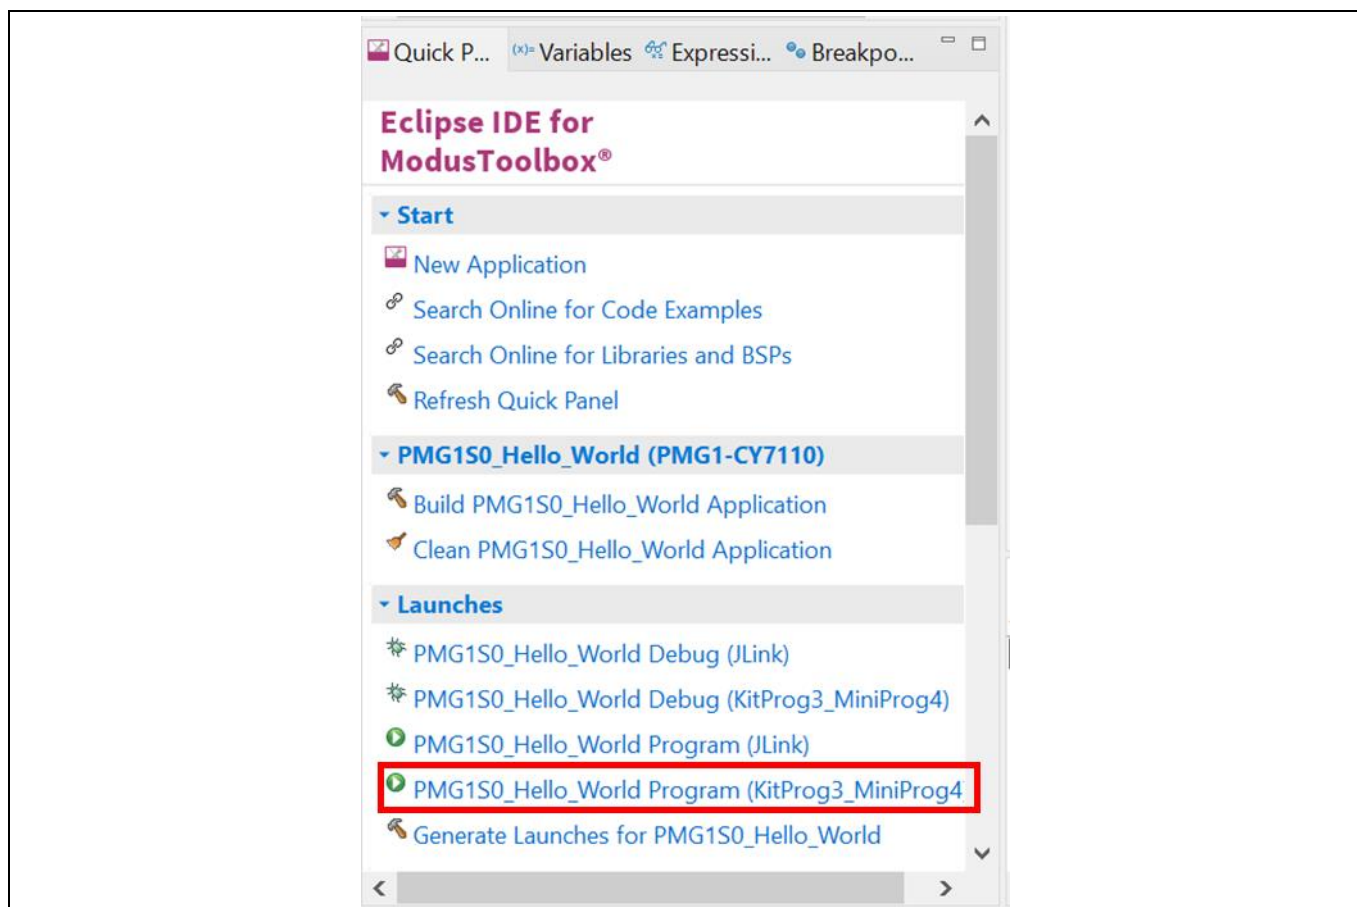 Quick P... (x)= Variables Expressi... Breakpo...
Eclipse IDE for
ModusToolbox®
Start
New Application
Search Online for Code Examples
Search Online for Libraries and BSPs
Refresh Quick Panel
PMG1S0_Hello_World (PMG1-CY7110)
Build PMG1S0_Hello_World Application
Clean PMG1S0_Hello_World Application
Launches
PMG1S0_Hello_World Debug (JLink)
PMG1S0_Hello_World Debug (KitProg3_MiniProg4)
PMG1S0_Hello_World Program (JLink)
PMG1S0_Hello_World Program (KitProg3_MiniProg4)
Generate Launches for PMG1S0_Hello_World